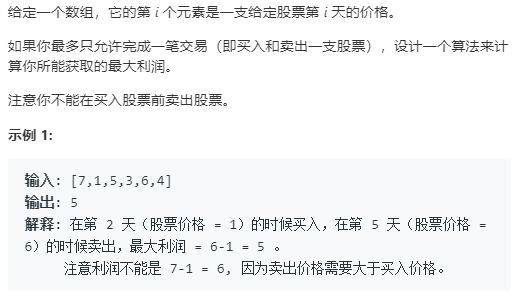 给定一个数组，它的第 i 个元素是一支给定股票第 i 天的价格。
如果你最多只允许完成一笔交易（即买入和卖出一支股票），设计一个算法来计
算你所能获取的最大利润。
注意你不能在买入股票前卖出股票。
示例 1:
输入: [7,1,5,3,6,4]
输出: 5
解释: 在第 2 天（股票价格 = 1）的时候买入，在第 5 天（股票价格 =
6）的时候卖出，最大利润 = 6-1 = 5 。
注意利润不能是 7-1 = 6, 因为卖出价格需要大于买入价格。